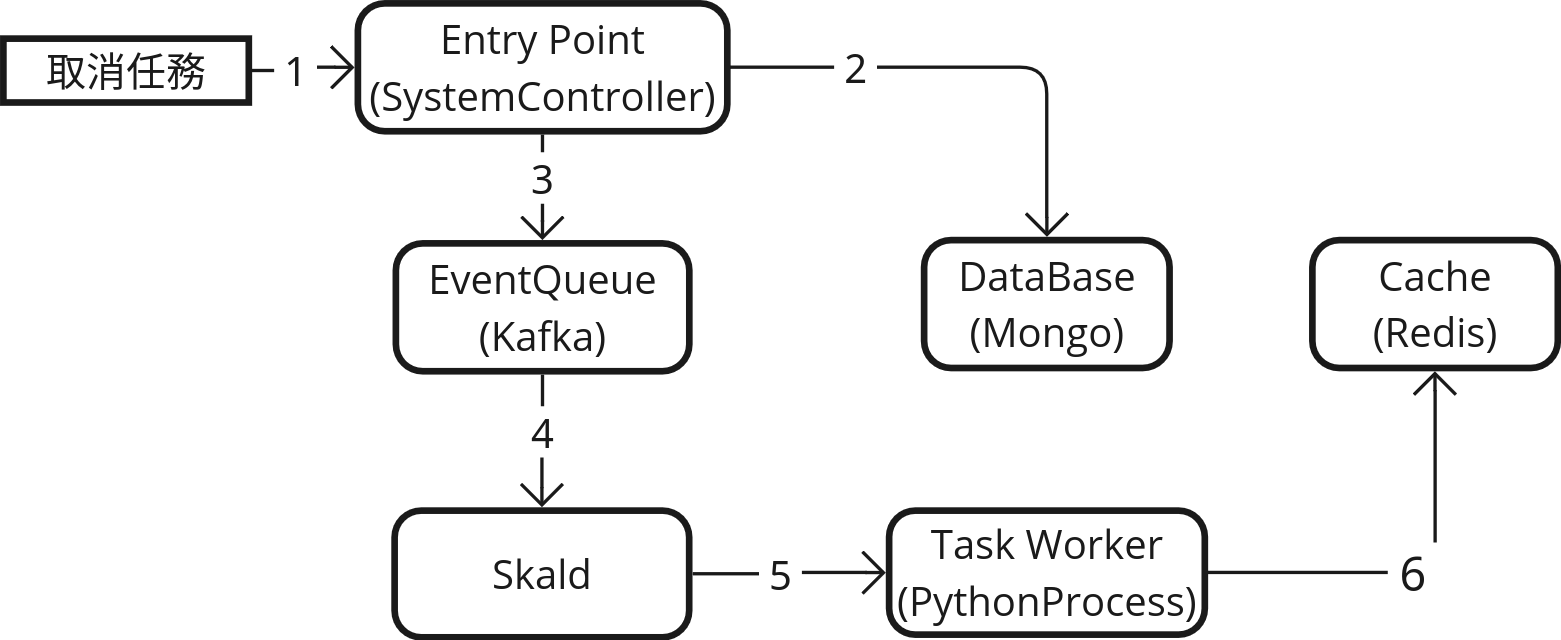 取消任務
1
Entry Point
(SystemController)
2
3
EventQueue
(Kafka)
DataBase
(Mongo)
Cache
(Redis)
4
Skald
5
Task Worker
(PythonProcess)
6